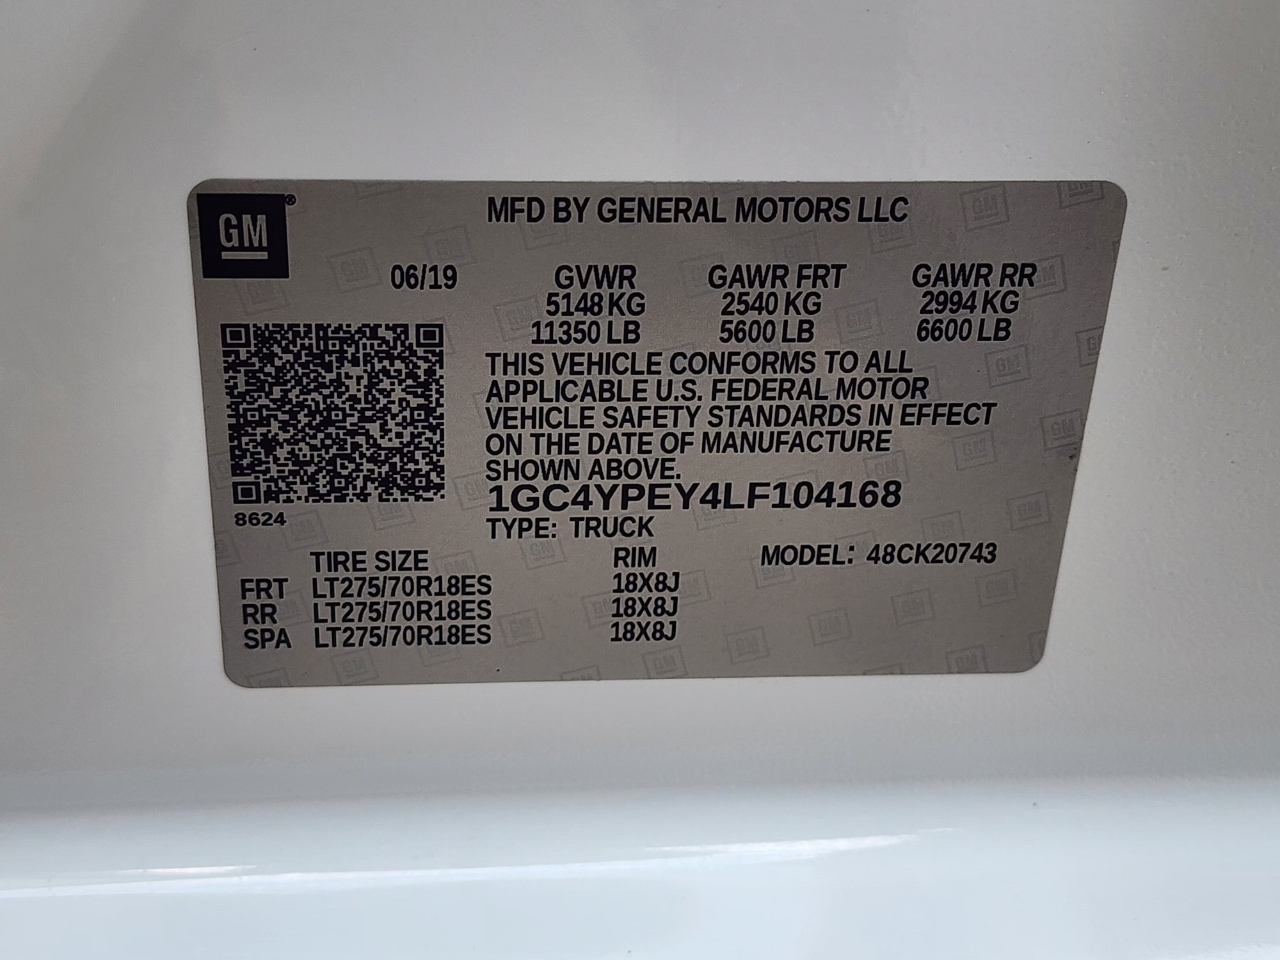 GM®
MFD BY GENERAL MOTORS LLC
06/19 GVWR GAWR FRT GAWR RR
5148 KG 2540 KG 2994 KG
11350 LB 5600 LB 6600 LB
THIS VEHICLE CONFORMS TO ALL
APPLICABLE U.S. FEDERAL MOTOR
VEHICLE SAFETY STANDARDS IN EFFECT
ON THE DATE OF MANUFACTURE
SHOWN ABOVE.
1GC4YPEY4LF104168
8624
TYPE: TRUCK
TIRE SIZE RIM MODEL: 48CK20743
FRT LT275/70R18ES 18X8J
RR LT275/70R18ES 18X8J
SPA LT275/70R18ES 18X8J